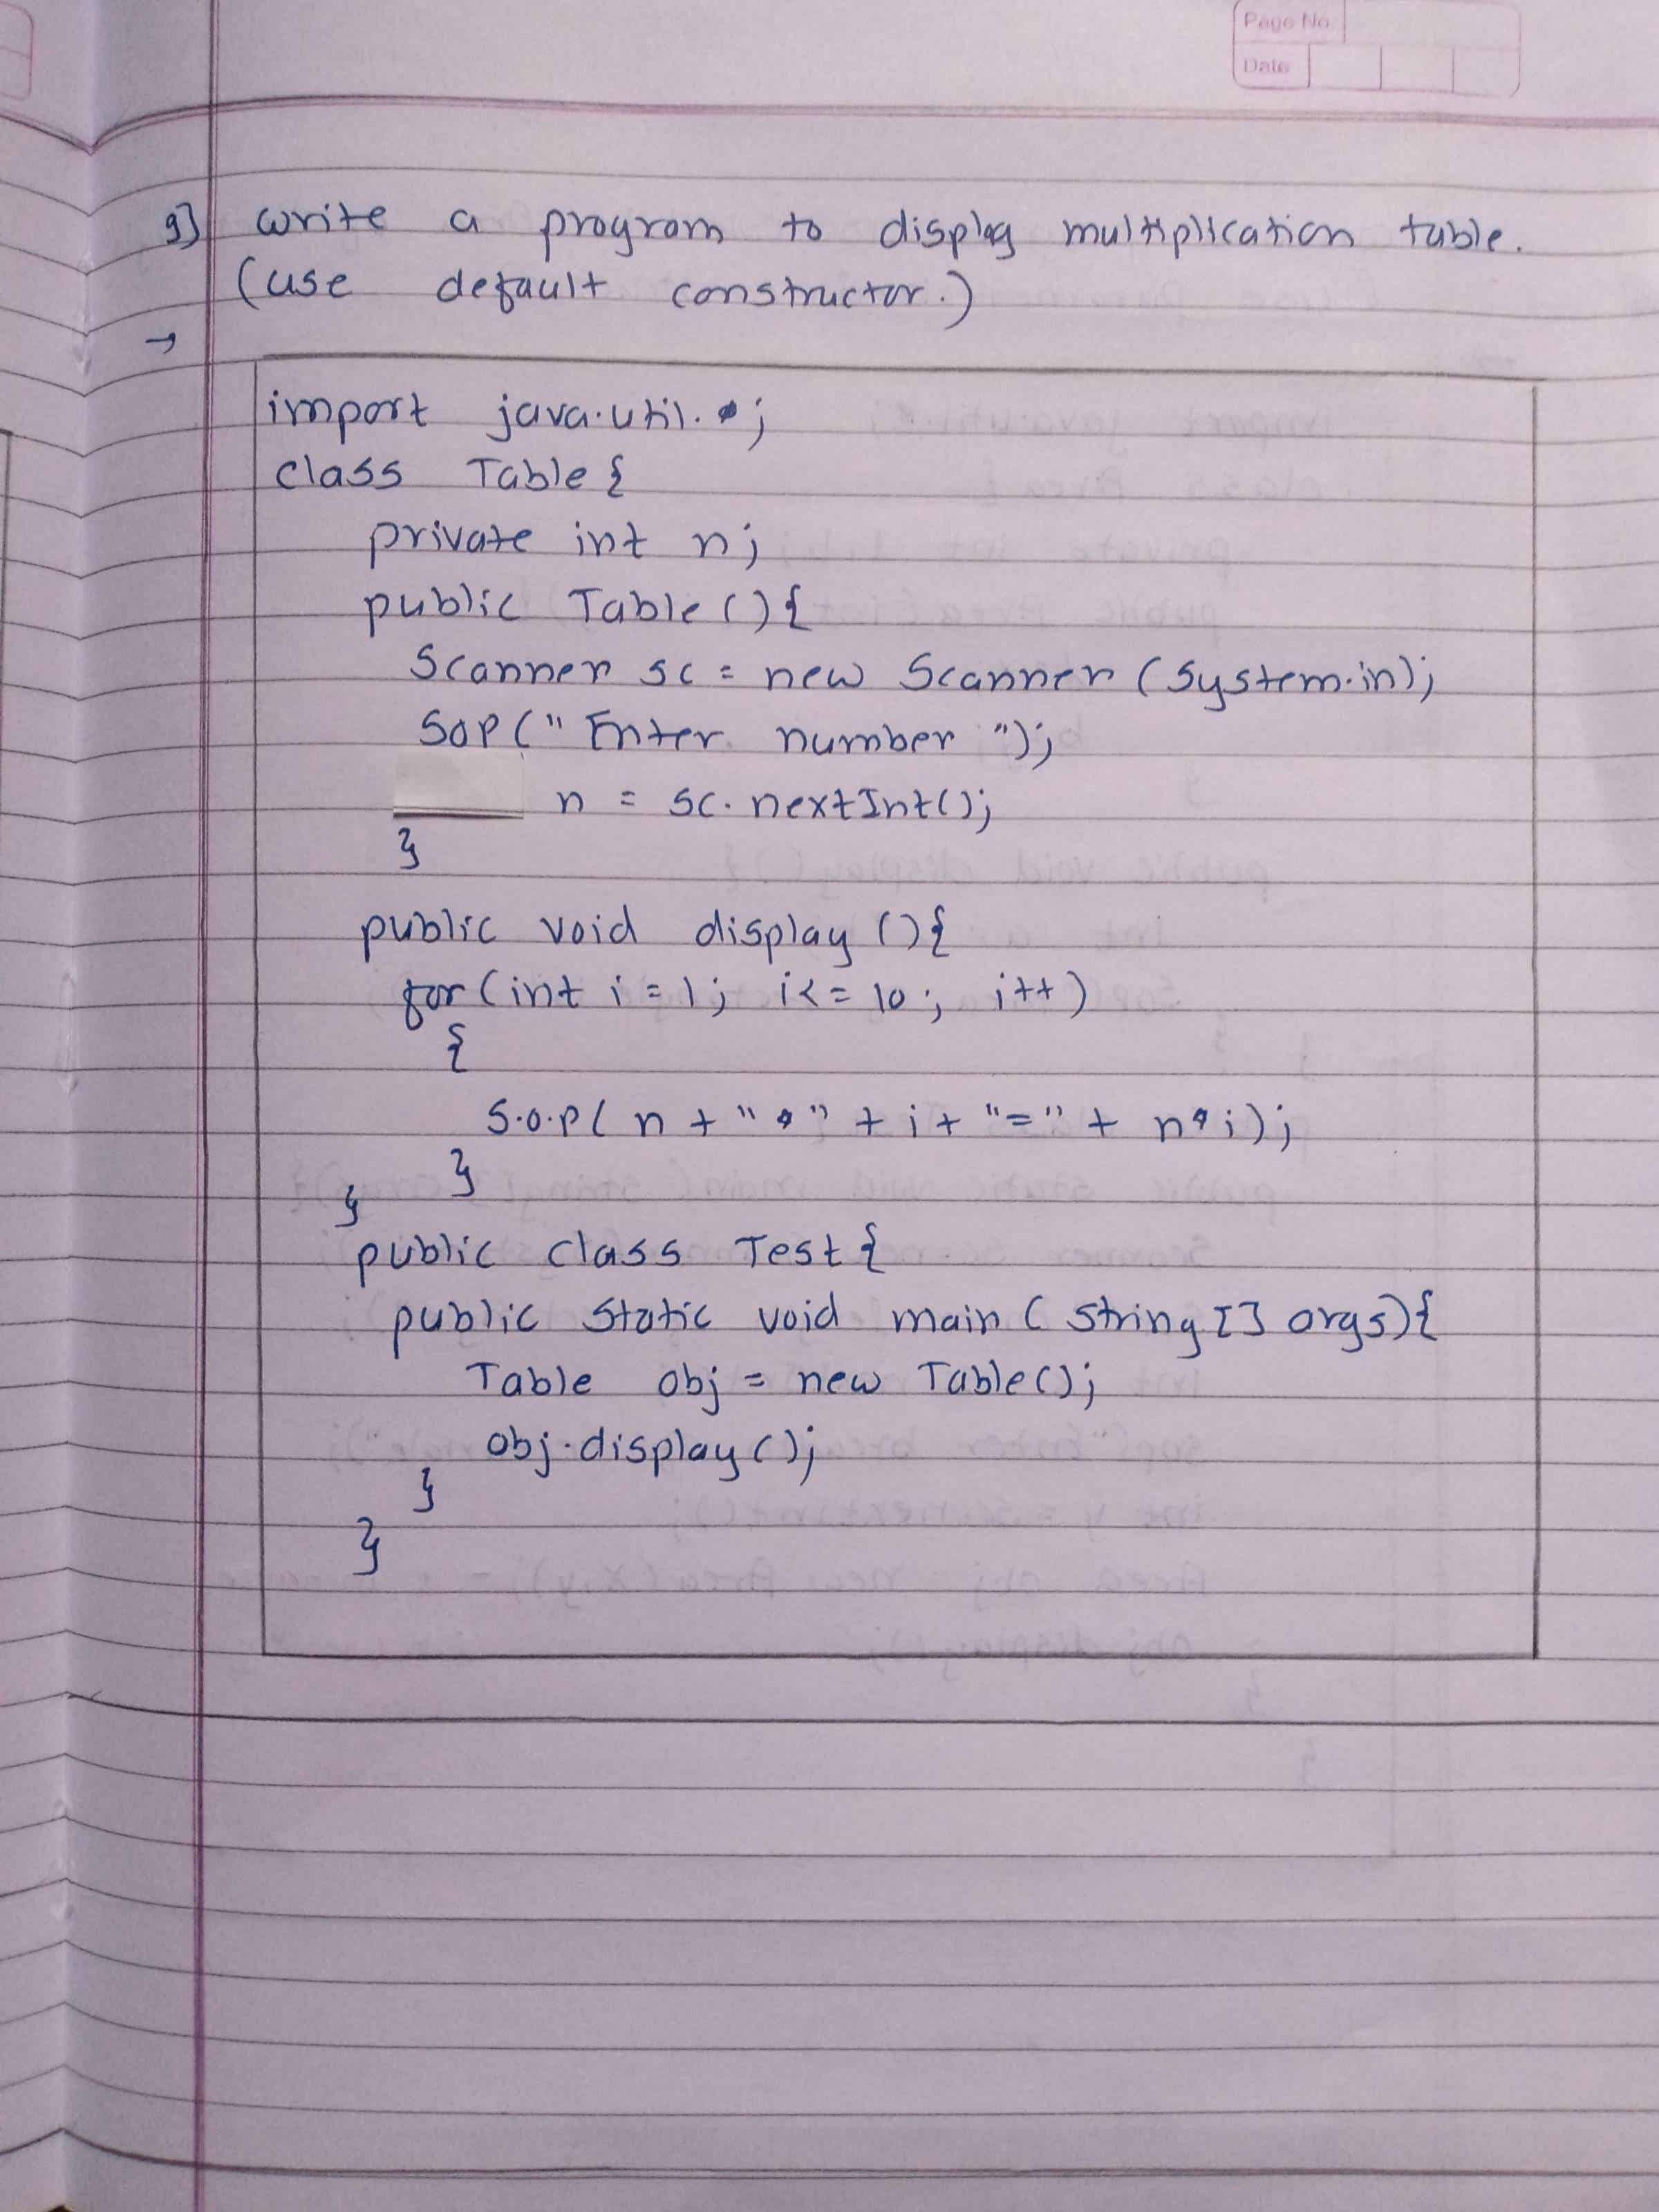 Page No
Date
9] write a program to display multiplication table.
(use default constructor.)
→
import java.util.*;
class Table {
private int n;
public Table () {
Scanner sc = new Scanner (System.in);
SOP (" Enter number ");
n = sc. nextInt();
}
public void display () {
for (int i = 1; i <= 10; i++)
{
S.O.P ( n + " * " + i + "=" + n*i);
}
}
public class Test {
public static void main ( string [] args) {
Table obj = new Table();
obj.display ();
}
}